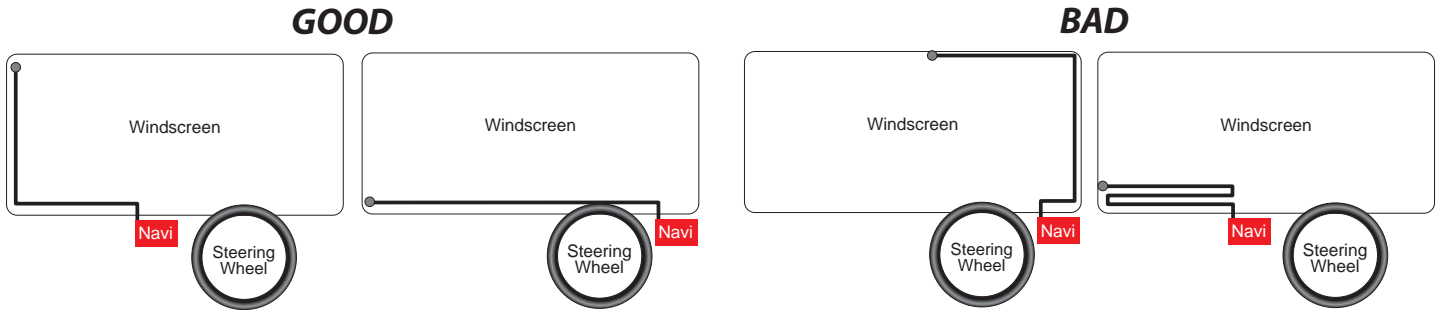 GOOD
BAD
Windscreen
Navi
Steering
Wheel
Windscreen
Navi
Steering
Wheel
Windscreen
Navi
Steering
Wheel
Windscreen
Navi
Steering
Wheel